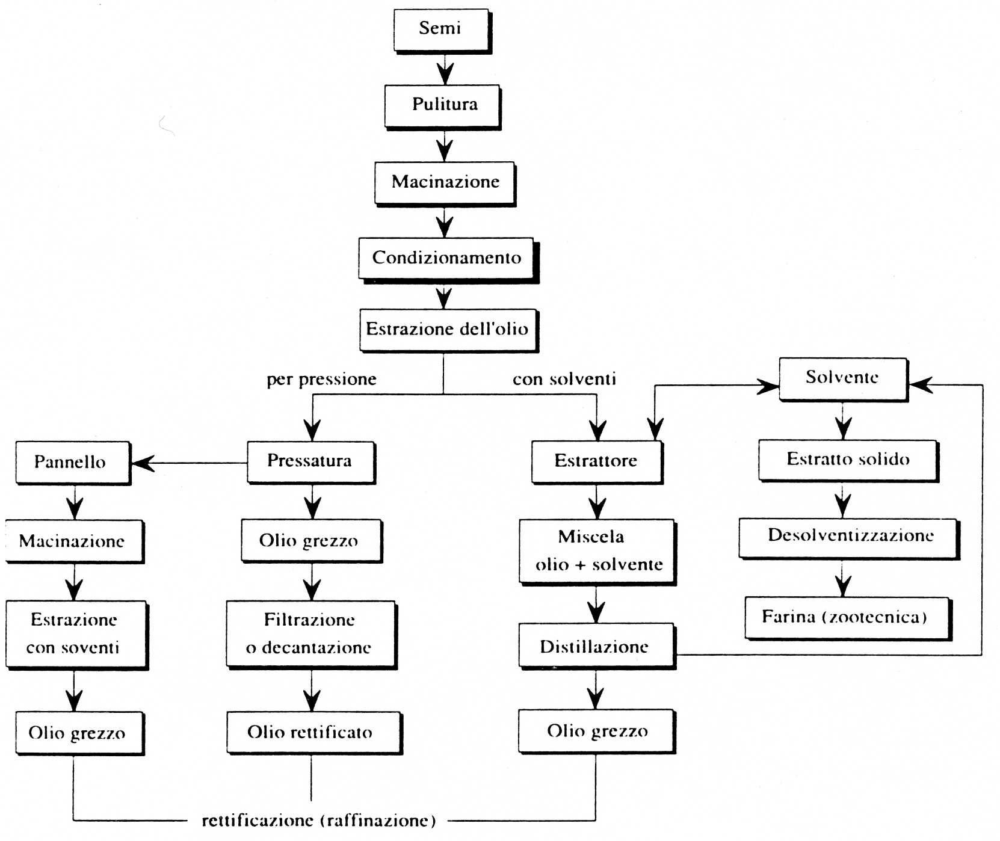 Semi
Pulitura
Macinazione
Condizionamento
Estrazione dell'olio
per pressione
con solventi
Solvente
Pannello
Pressatura
Estrattore
Estratto solido
Macinazione
Olio grezzo
Miscela
olio + solvente
Desolventizzazione
Estrazione
con soventi
Filtrazione
o decantazione
Distillazione
Farina (zootecnica)
Olio grezzo
Olio rettificato
Olio grezzo
rettificazione (raffinazione)